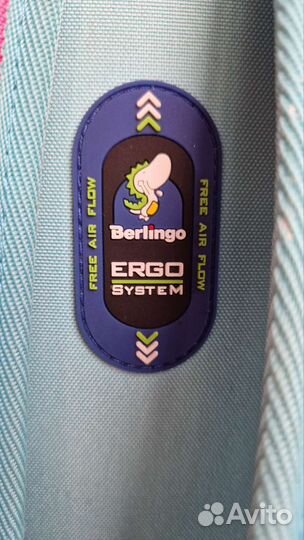 FREE AIR FLOW
FREE AIR FLOW
Berlingo
ERGO
SYSTEM
Avito